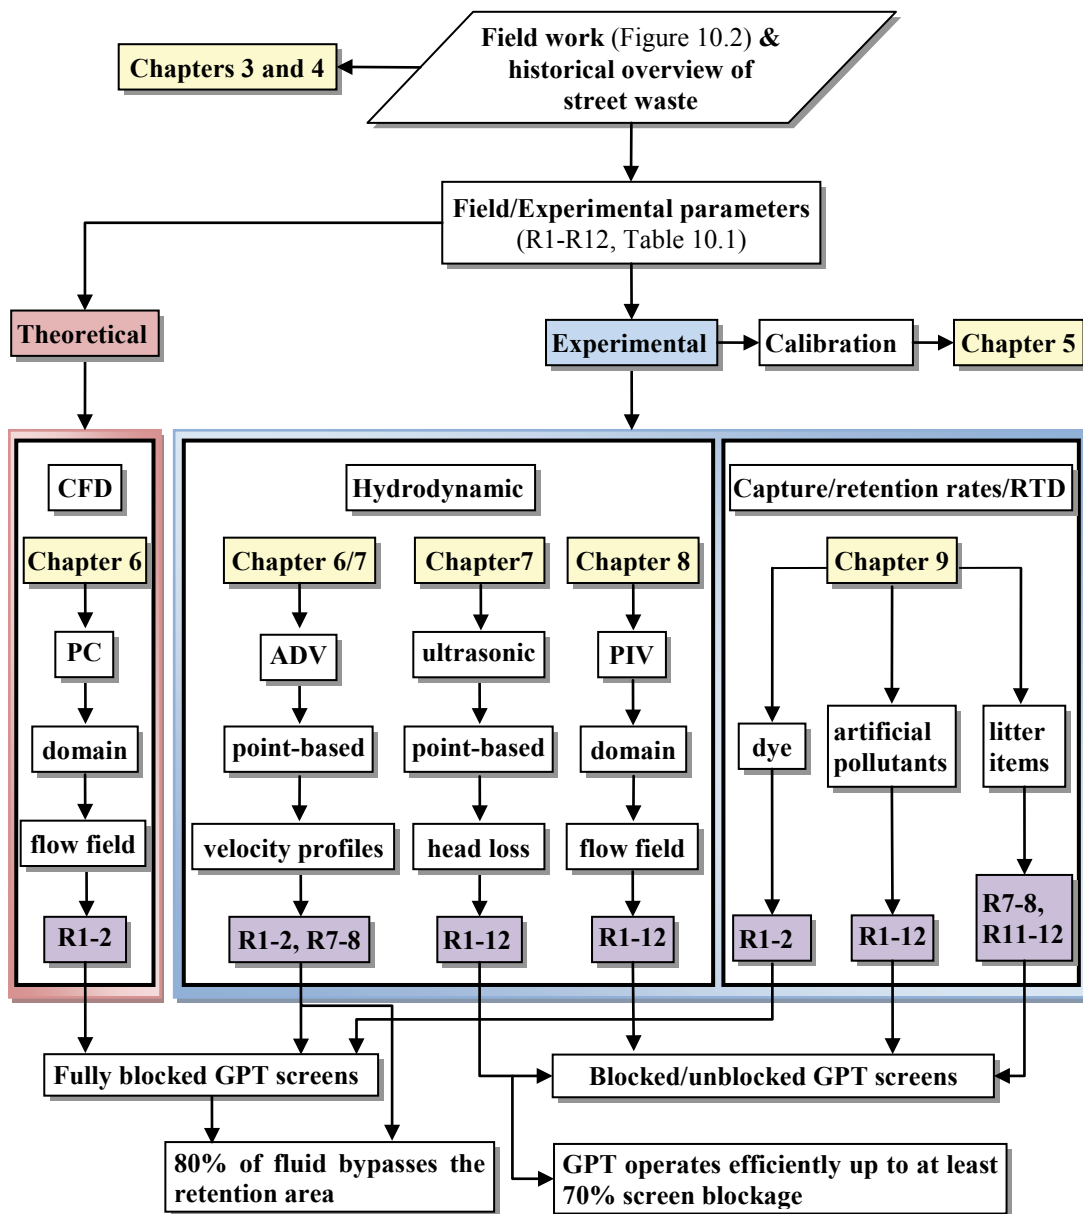 Field work (Figure 10.2) &
historical overview of
street waste
Chapters 3 and 4
Field/Experimental parameters
(R1-R12, Table 10.1)
Theoretical
Experimental
Calibration
Chapter 5
CFD
Hydrodynamic
Capture/retention rates/RTD
Chapter 6
Chapter 6/7
Chapter7
Chapter 8
Chapter 9
PC
ADV
ultrasonic
PIV
domain
point-based
point-based
domain
dye
artificial
pollutants
litter
items
flow field
velocity profiles
head loss
flow field
R1-2
R1-2, R7-8
R1-12
R1-12
R1-2
R1-12
R7-8,
R11-12
Fully blocked GPT screens
Blocked/unblocked GPT screens
80% of fluid bypasses the
retention area
GPT operates efficiently up to at least
70% screen blockage